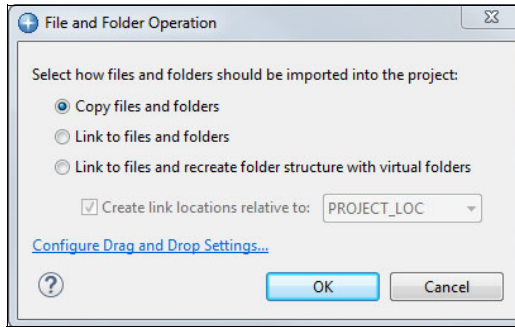 File and Folder Operation
Select how files and folders should be imported into the project:
Copy files and folders
Link to files and folders
Link to files and recreate folder structure with virtual folders
Create link locations relative to: PROJECT_LOC
Configure Drag and Drop Settings...
? OK Cancel